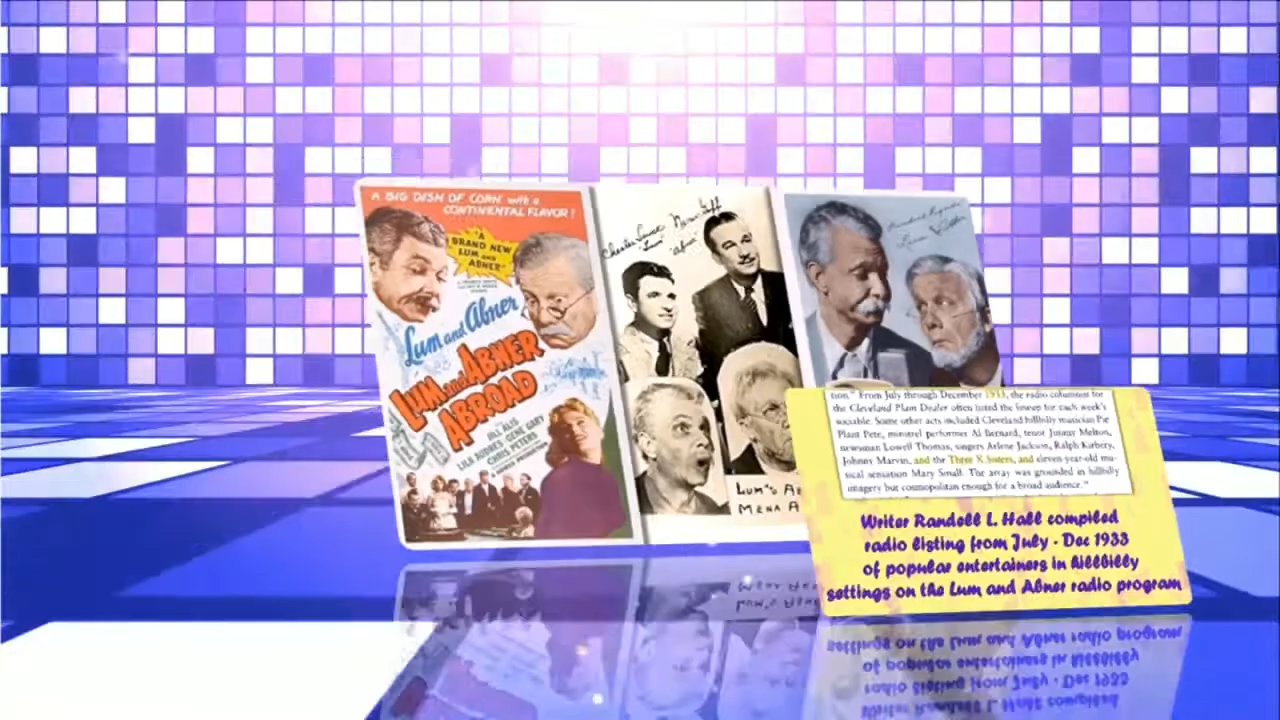 A BIG DISH OF CORN with a
CONTINENTAL FLAVOR!
"A
BRAND NEW
LUM AND
ABNER"
Lum and Abner
LUM and ABNER
ABROAD
JILL ALIS
LILA AUDRES GENE GARY
CHRIS PETERS
"Lum"
"Abner"
LUM'S
MENA
tion." From July through December 1933, the radio columnist for
the Cleveland Plain Dealer often listed the lineup for each week's
sociable. Some other acts included Cleveland hillbilly musician Pie
Plant Pete, minstrel performer Al Bernard, tenor Jimmy Melton,
newsman Lowell Thomas, singers Arlene Jackson, Ralph Kirbery,
Johnny Marvin, and the Three X Sisters, and eleven-year-old mu-
sical sensation Mary Small. The array was grounded in hillbilly
imagery but cosmopolitan enough for a broad audience."
Writer Randell L. Hall compiled
radio listing from July - Dec 1933
of popular entertainers in hillbilly
settings on the Lum and Abner radio program